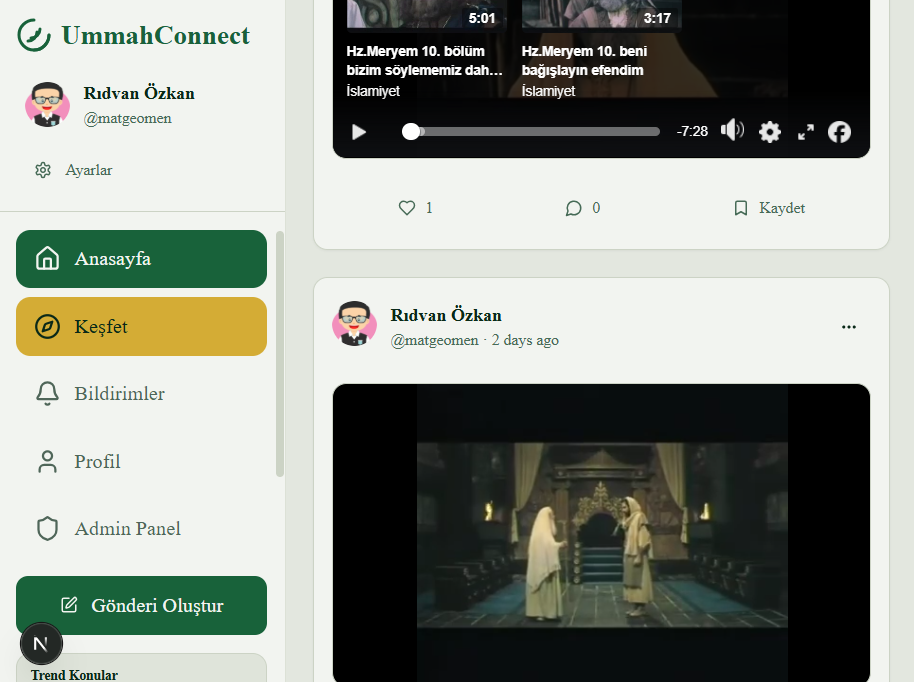 UmmahConnect
Rıdvan Özkan
@matgeomen
Ayarlar
Anasayfa
Keşfet
Bildirimler
Profil
Admin Panel
Gönderi Oluştur
N
Trend Konular
5:01
3:17
Hz.Meryem 10. bölüm
bizim söylememiz dah...
İslamiyet
Hz.Meryem 10. beni
bağışlayın efendim
İslamiyet
-7:28
1
0
Kaydet
Rıdvan Özkan
@matgeomen · 2 days ago